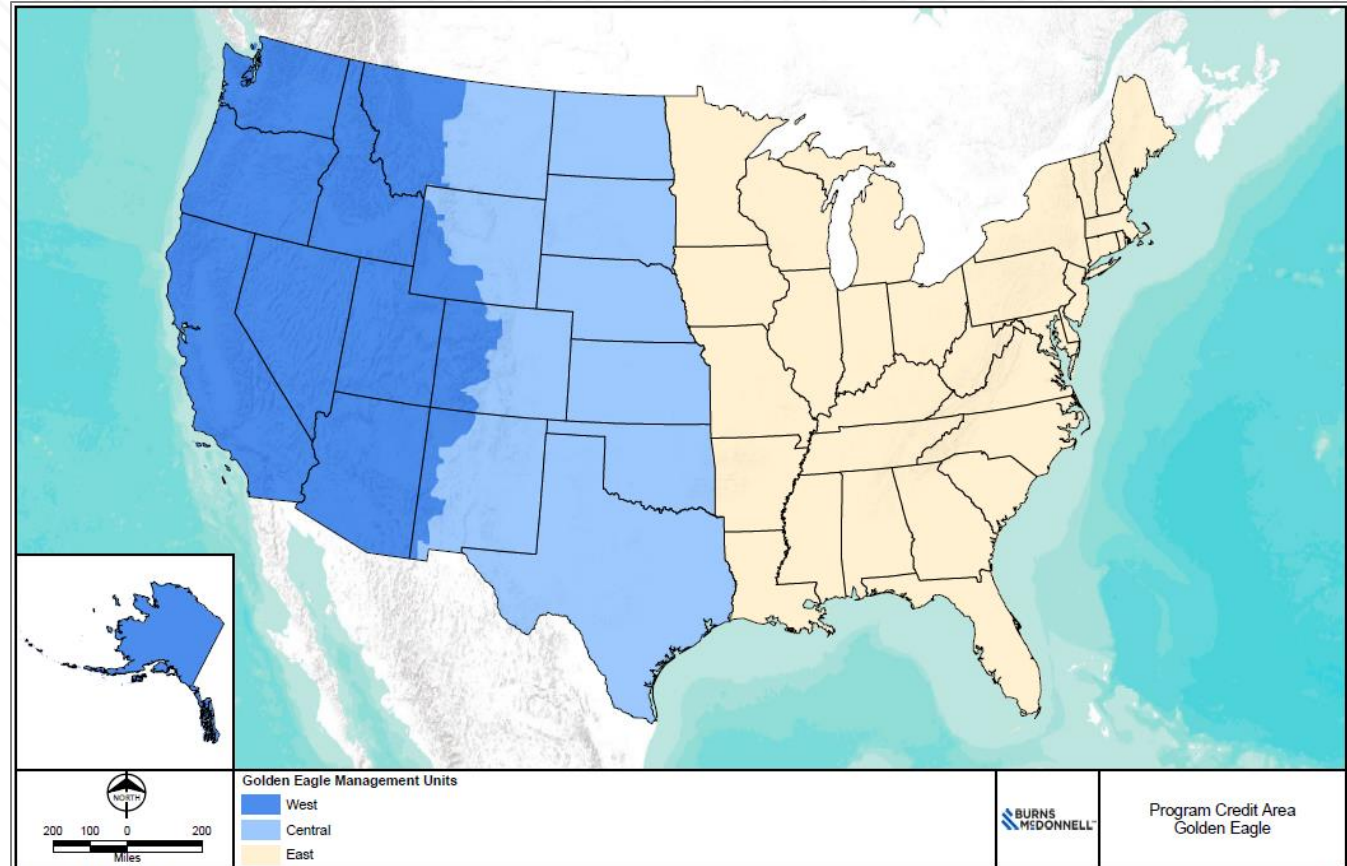 NORTH
200 100 0 200
Miles
Golden Eagle Management Units
West
Central
East
BURNS
McDONNELL™
Program Credit Area
Golden Eagle